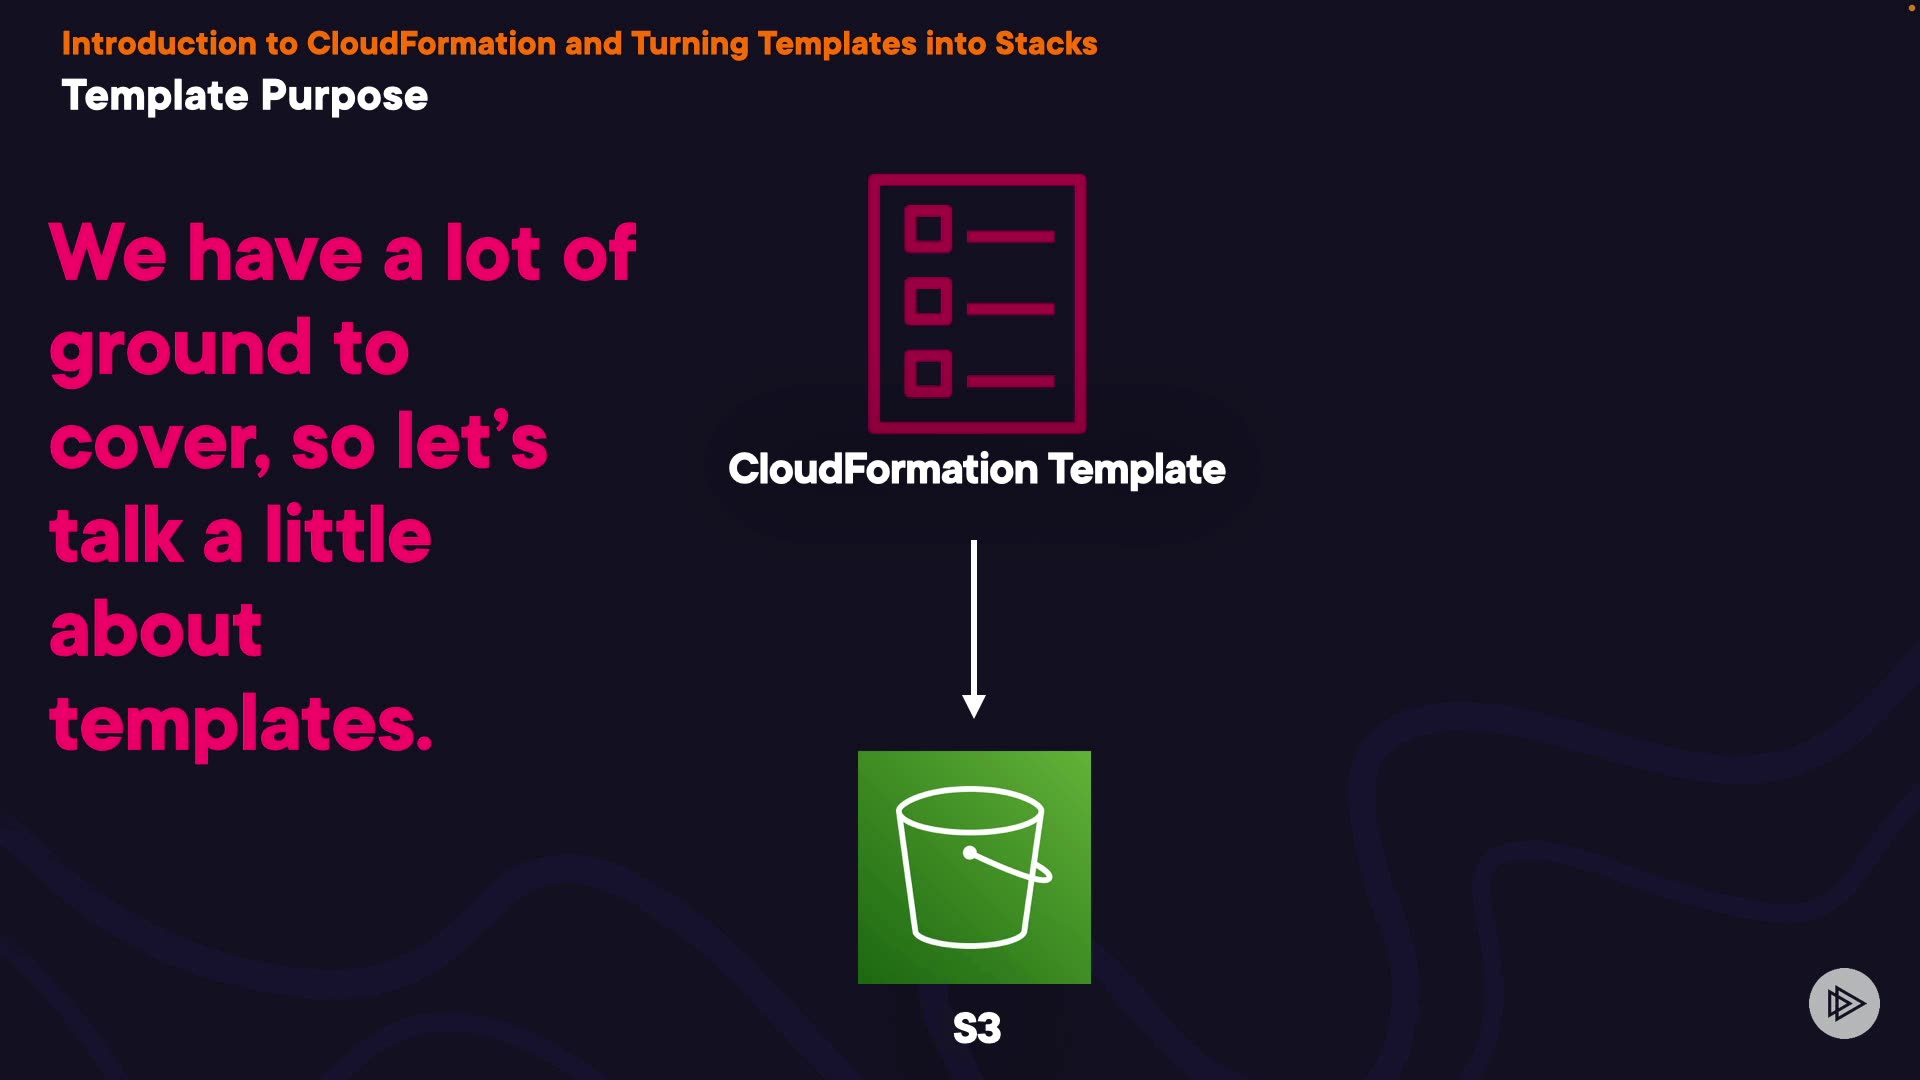 Introduction to CloudFormation and Turning Templates into Stacks
Template Purpose
We have a lot of
ground to
cover, so let’s
talk a little
about
templates.
CloudFormation Template
S3